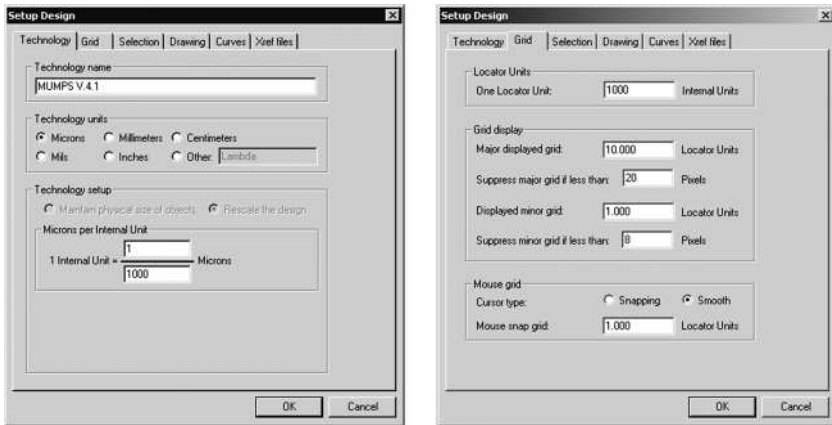 Setup Design
Technology Grid Selection Drawing Curves Xref files
Technology name
MUMPS V.4.1
Technology units
Microns Millimeters Centimeters
Mils Inches Other: Lambda
Technology setup
Maintain physical size of objects Rescale the design
Microns per Internal Unit
1
1 Internal Unit = Microns
1000
OK Cancel
Setup Design
Technology Grid Selection Drawing Curves Xref files
Locator Units
One Locator Unit: 1000 Internal Units
Grid display
Major displayed grid: 10.000 Locator Units
Suppress major grid if less than: 20 Pixels
Displayed minor grid: 1.000 Locator Units
Suppress minor grid if less than: 8 Pixels
Mouse grid
Cursor type: Snapping Smooth
Mouse snap grid: 1.000 Locator Units
OK Cancel